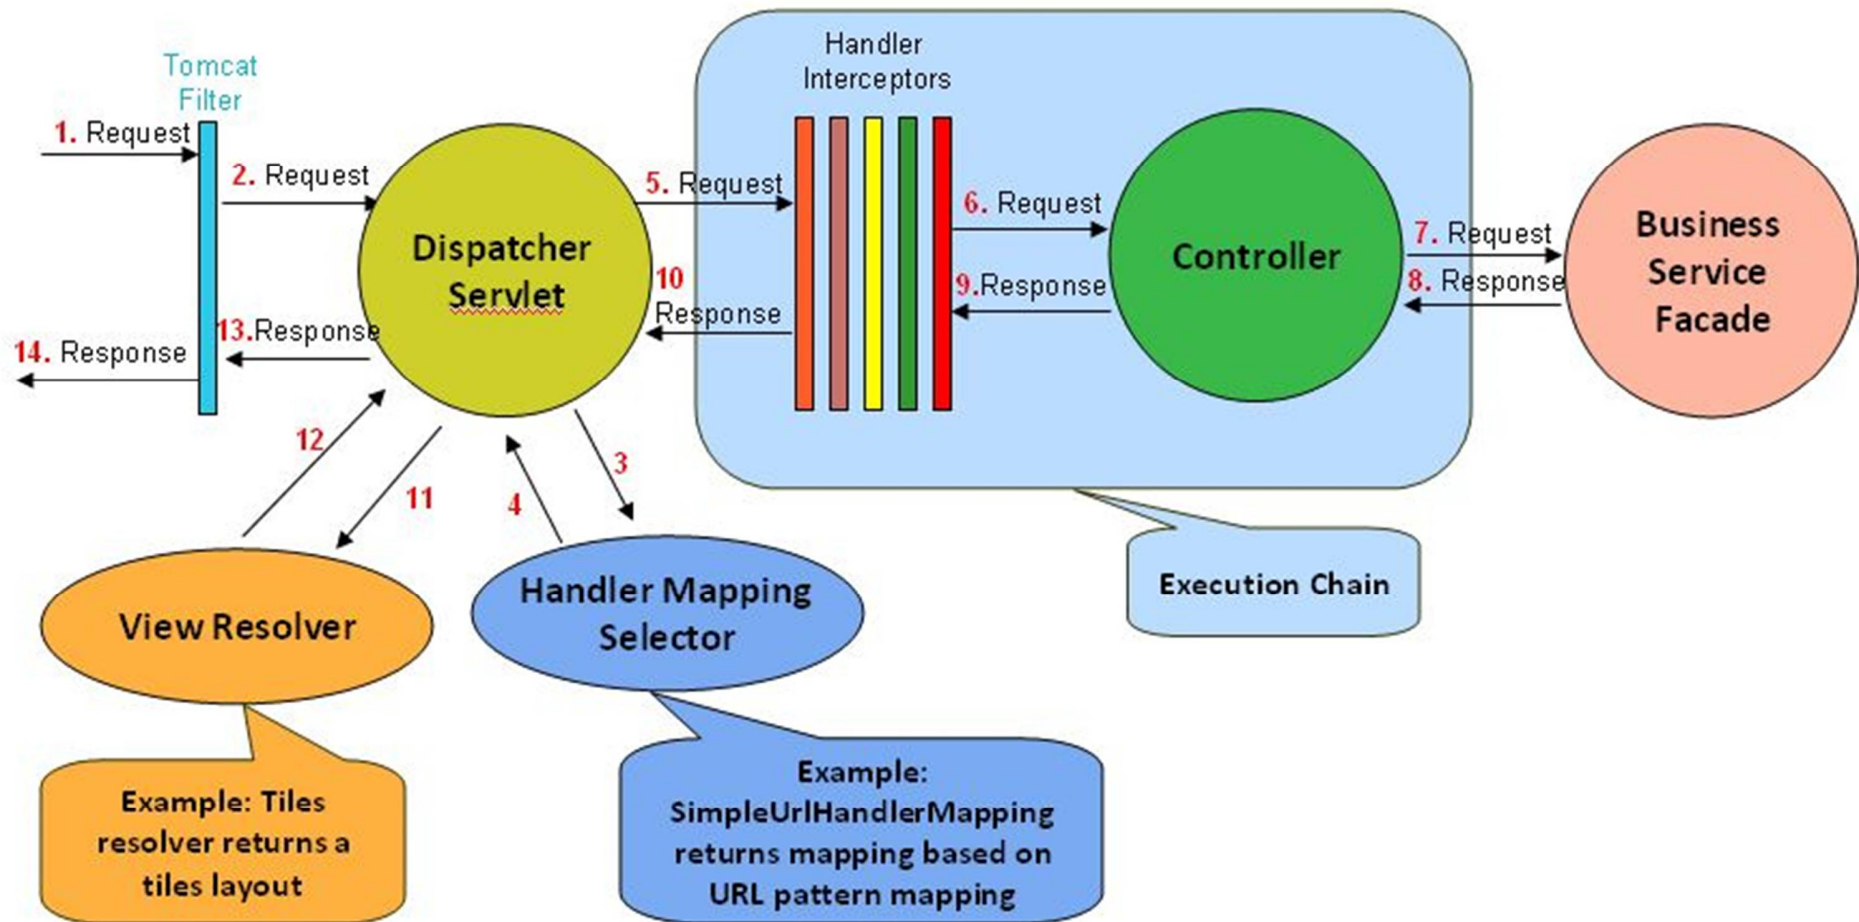 Tomcat
Filter
1. Request
2. Request
Dispatcher
Servlet
13.Response
14. Response
Handler
Interceptors
5. Request
6. Request
10
Response
9.Response
Controller
7. Request
8. Response
Business
Service
Facade
12
11
4
3
View Resolver
Handler Mapping
Selector
Execution Chain
Example: Tiles
resolver returns a
tiles layout
Example:
SimpleUrlHandlerMapping
returns mapping based on
URL pattern mapping